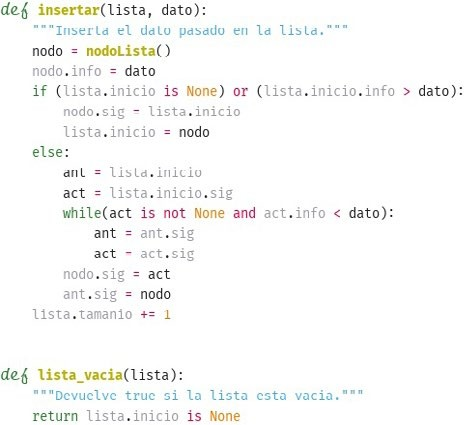 def insertar(lista, dato):
    """Inserta el dato pasado en la lista."""
    nodo = nodoLista()
    nodo.info = dato
    if (lista.inicio is None) or (lista.inicio.info > dato):
        nodo.sig = lista.inicio
        lista.inicio = nodo
    else:
        ant = lista.inicio
        act = lista.inicio.sig
        while(act is not None and act.info < dato):
            ant = ant.sig
            act = act.sig
        nodo.sig = act
        ant.sig = nodo
    lista.tamanio += 1
def lista_vacia(lista):
    """Devuelve true si la lista esta vacia."""
    return lista.inicio is None